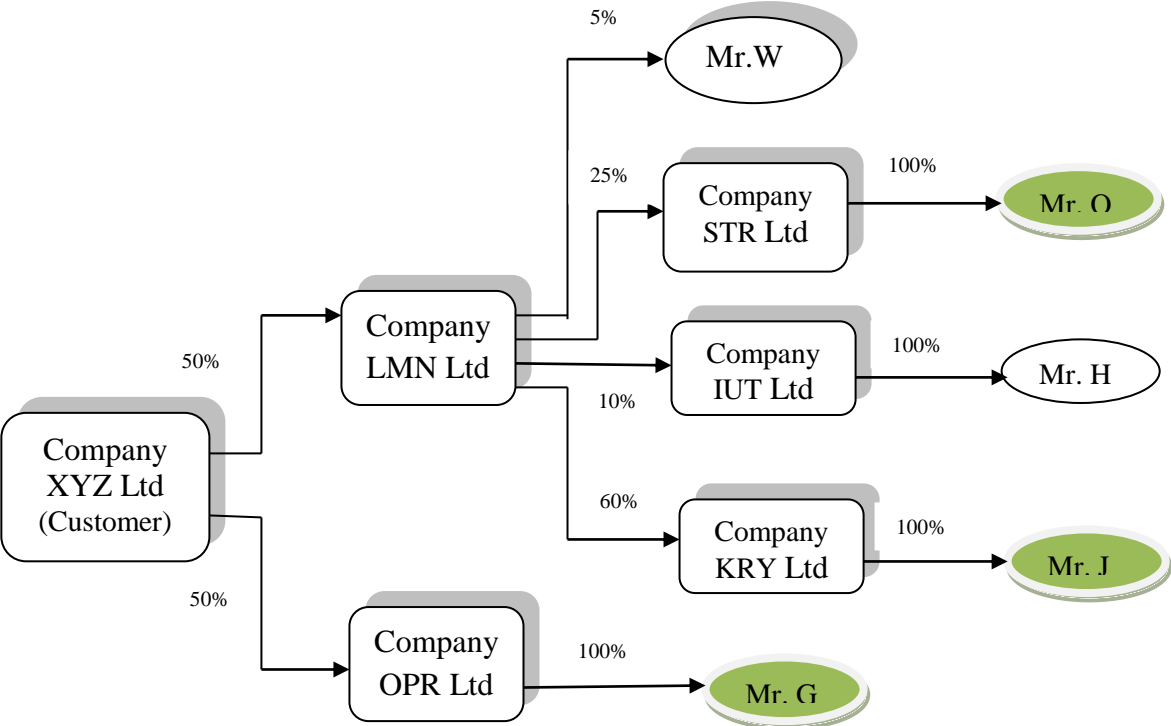 5%
Mr.W
25%
Company
STR Ltd
100%
Mr. O
50%
Company
LMN Ltd
10%
Company
IUT Ltd
100%
Mr. H
Company
XYZ Ltd
(Customer)
60%
Company
KRY Ltd
100%
Mr. J
50%
Company
OPR Ltd
100%
Mr. G